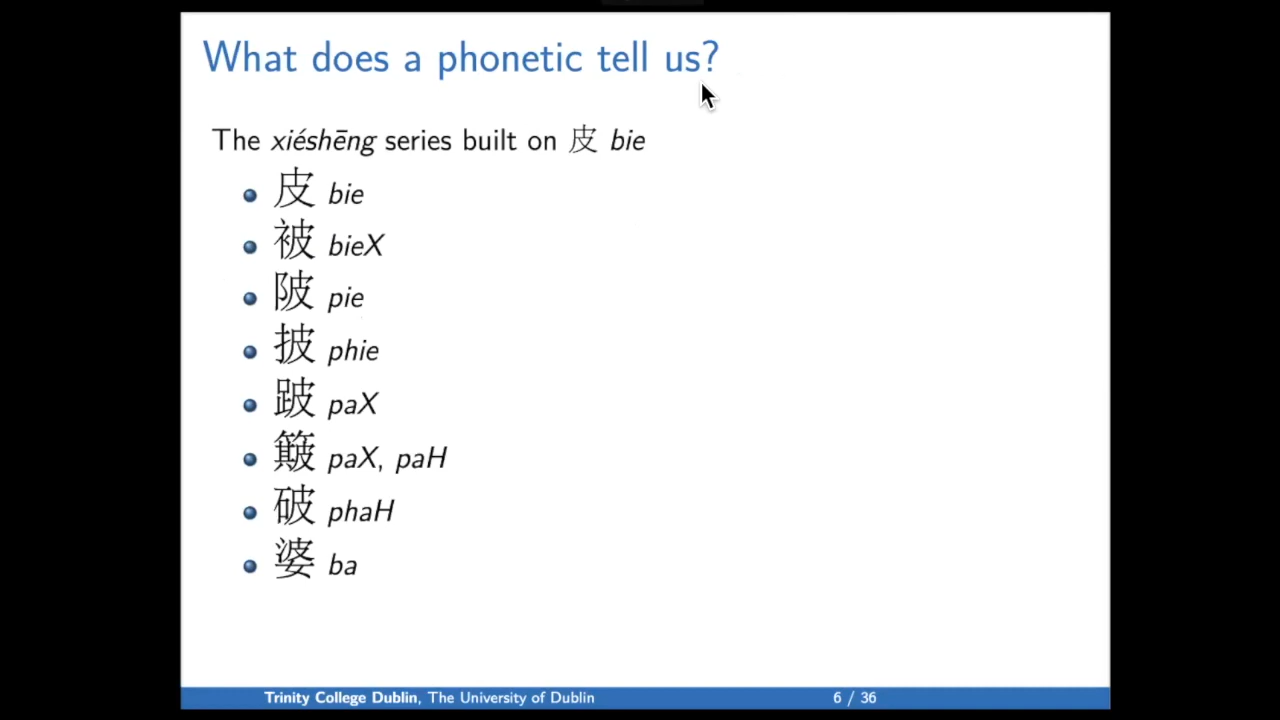 What does a phonetic tell us?
The xiéshēng series built on 皮 bie
皮 bie
被 bieX
陂 pie
披 phie
跛 paX
簸 paX, paH
破 phaH
婆 ba
Trinity College Dublin, The University of Dublin
6 / 36